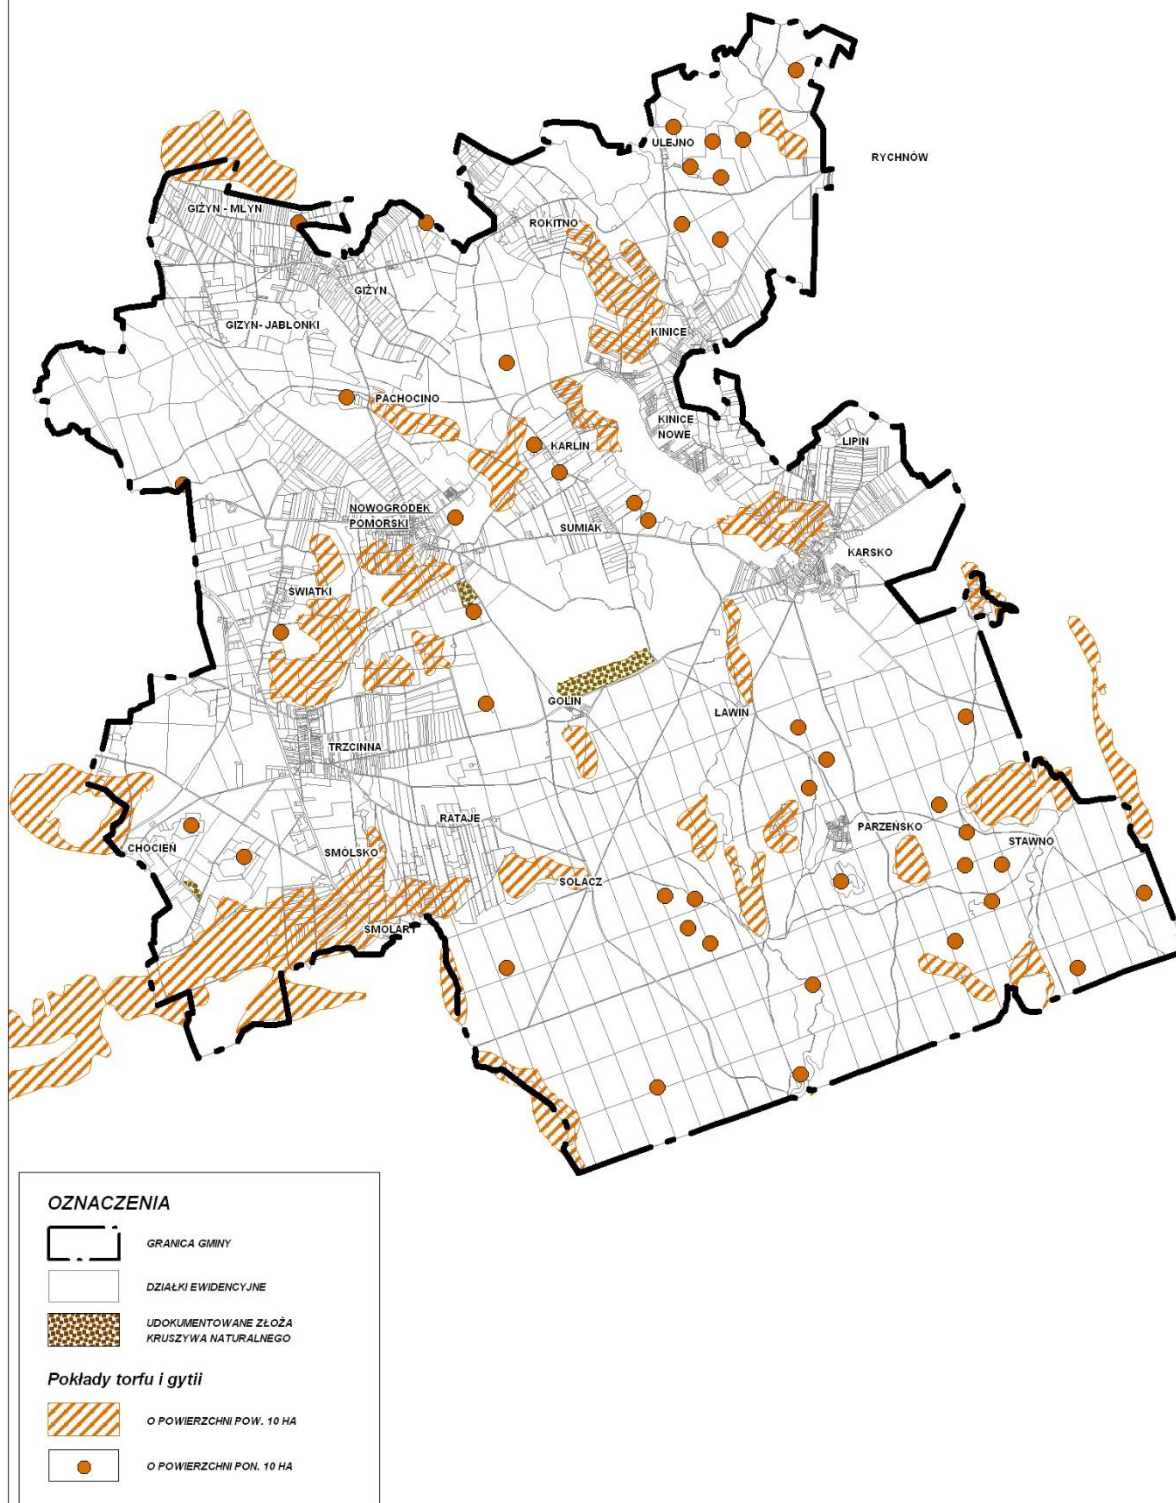 RYCHNÓW
ULEJNO
GIŻYN - MŁYN
ROKITNO
GIŻYN
GIZYN-JABLONKI
KINICE
PACHOCINO
KINICE
NOWE
LIPIN
KARLIN
NOWOGRÓDEK
POMORSKI
SUMIAK
KARSKO
ŚWIATKI
GOLIN
ŁAWIN
TRZCINNA
RATAJE
PARZEŃSKO
STAWNO
CHOCIEŃ
SMÓLSKO
SOLACZ
SMOLARY
OZNACZENIA
GRANICA GMINY
DZIAŁKI EWIDENCYJNE
UDOKUMENTOWANE ZŁOŻA
KRUSZYWA NATURALNEGO
Pokłady torfu i gytii
O POWIERZCHNI POW. 10 HA
O POWIERZCHNI PON. 10 HA